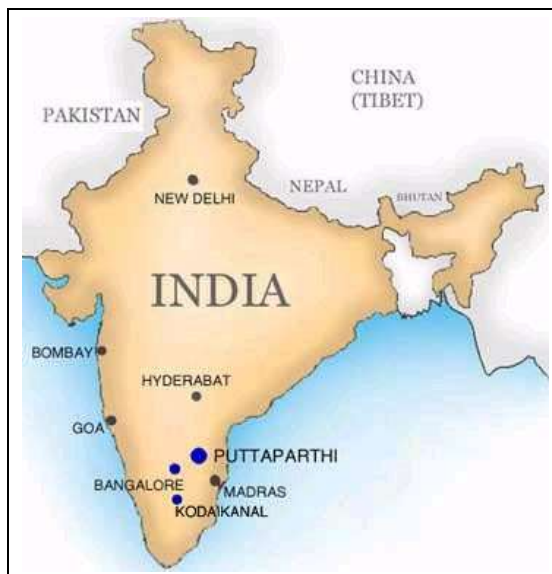 CHINA
(TIBET)
PAKISTAN
NEPAL
BHUTAN
NEW DELHI
INDIA
BOMBAY
HYDERABAT
GOA
PUTTAPARTHI
BANGALORE
MADRAS
KODAIKANAL